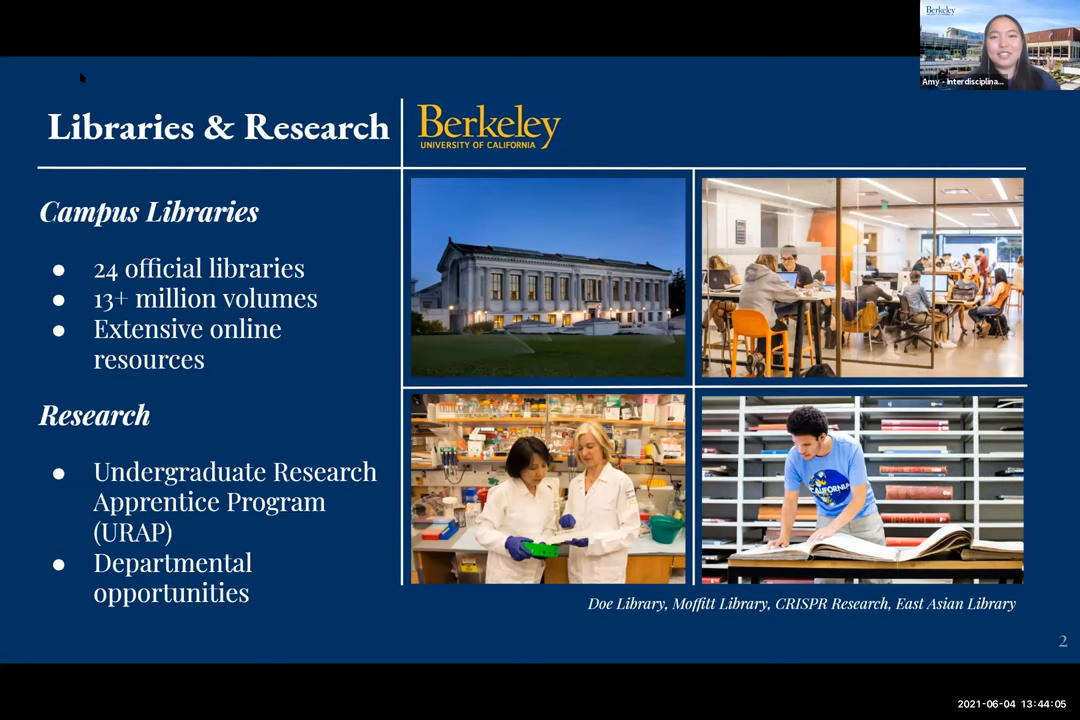 Berkeley
Amy - Interdisciplina...
Libraries & Research
Berkeley
UNIVERSITY OF CALIFORNIA
Campus Libraries
● 24 official libraries
● 13+ million volumes
● Extensive online
resources
Research
● Undergraduate Research
Apprentice Program
(URAP)
● Departmental
opportunities
CALIFORNIA
Doe Library, Moffitt Library, CRISPR Research, East Asian Library
2
2021-06-04 13:44:05